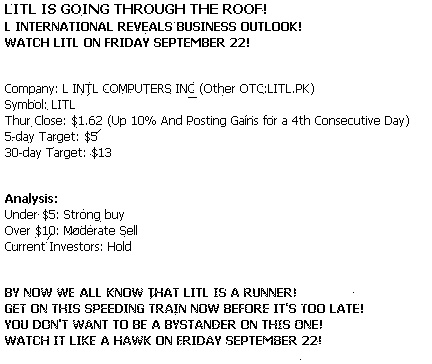 LITL IS GOING THROUGH THE ROOF!
L INTERNATIONAL REVEALS BUSINESS OUTLOOK!
WATCH LITL ON FRIDAY SEPTEMBER 22!
Company: L INTL COMPUTERS INC (Other OTC:LITL.PK)
Symbol: LITL
Thur Close: $1.62 (Up 10% And Posting Gains for a 4th Consecutive Day)
5-day Target: $5
30-day Target: $13
Analysis:
Under $5: Strong buy
Over $10: Moderate Sell
Current Investors: Hold
BY NOW WE ALL KNOW THAT LITL IS A RUNNER!
GET ON THIS SPEEDING TRAIN NOW BEFORE IT'S TOO LATE!
YOU DON'T WANT TO BE A BYSTANDER ON THIS ONE!
WATCH IT LIKE A HAWK ON FRIDAY SEPTEMBER 22!